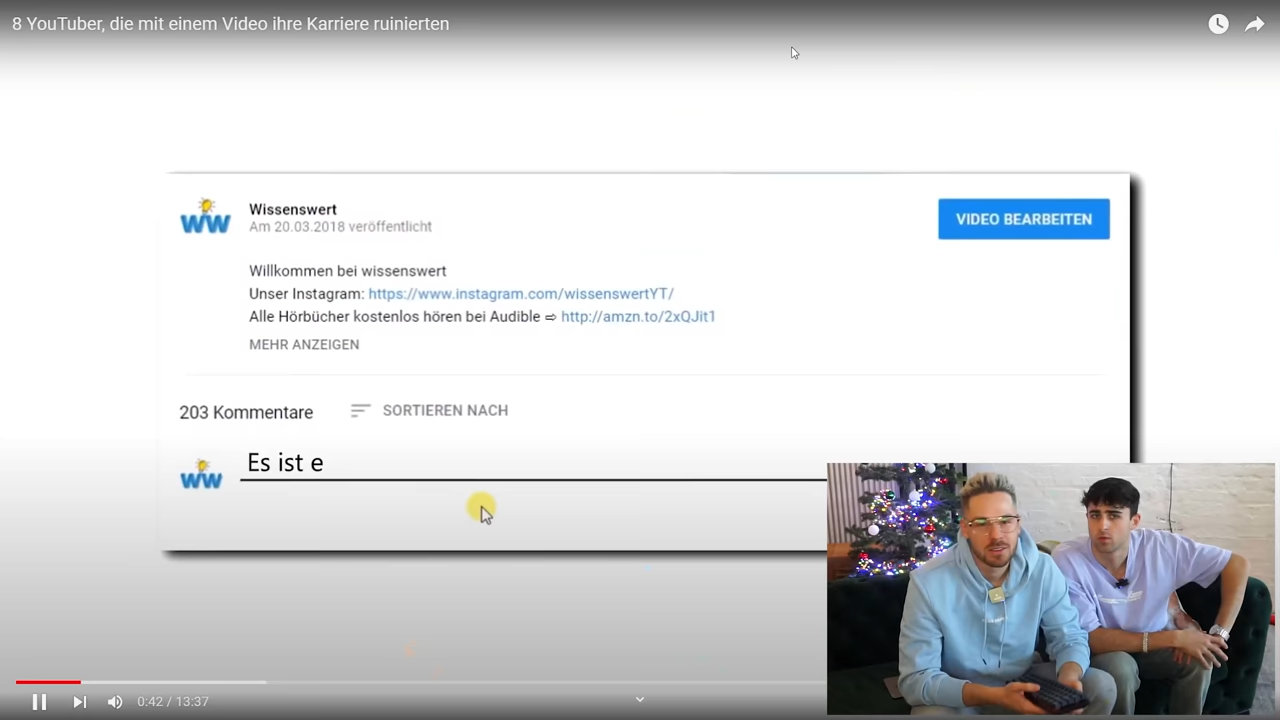 8 YouTuber, die mit einem Video ihre Karriere ruinierten
WW
Wissenswert
Am 20.03.2018 veröffentlicht
VIDEO BEARBEITEN
Willkommen bei wissenswert
Unser Instagram: https://www.instagram.com/wissenswertYT/
Alle Hörbücher kostenlos hören bei Audible ⇨ http://amzn.to/2xQJit1
MEHR ANZEIGEN
203 Kommentare
SORTIEREN NACH
WW
Es ist e
0:42 / 13:37